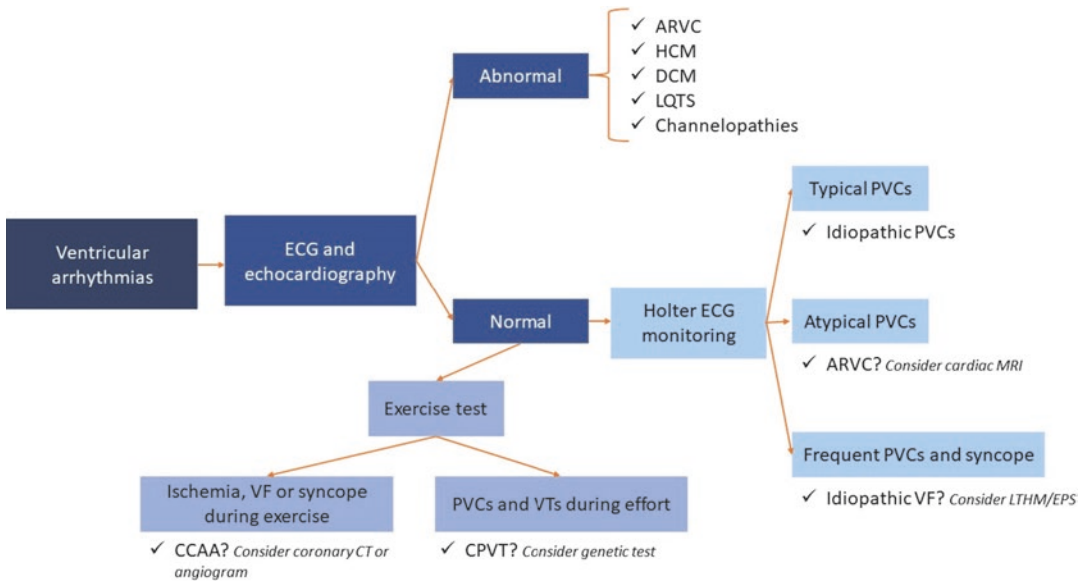 ✓ ARVC
✓ HCM
✓ DCM
✓ LQTS
✓ Channelopathies
Abnormal
Typical PVCs
✓ Idiopathic PVCs
Ventricular
arrhythmias
ECG and
echocardiography
Normal
Holter ECG
monitoring
Atypical PVCs
✓ ARVC? Consider cardiac MRI
Exercise test
Frequent PVCs and syncope
✓ Idiopathic VF? Consider LTHM/EPS
Ischemia, VF or syncope
during exercise
✓ CCAA? Consider coronary CT or
angiogram
PVCs and VTs during effort
✓ CPVT? Consider genetic test